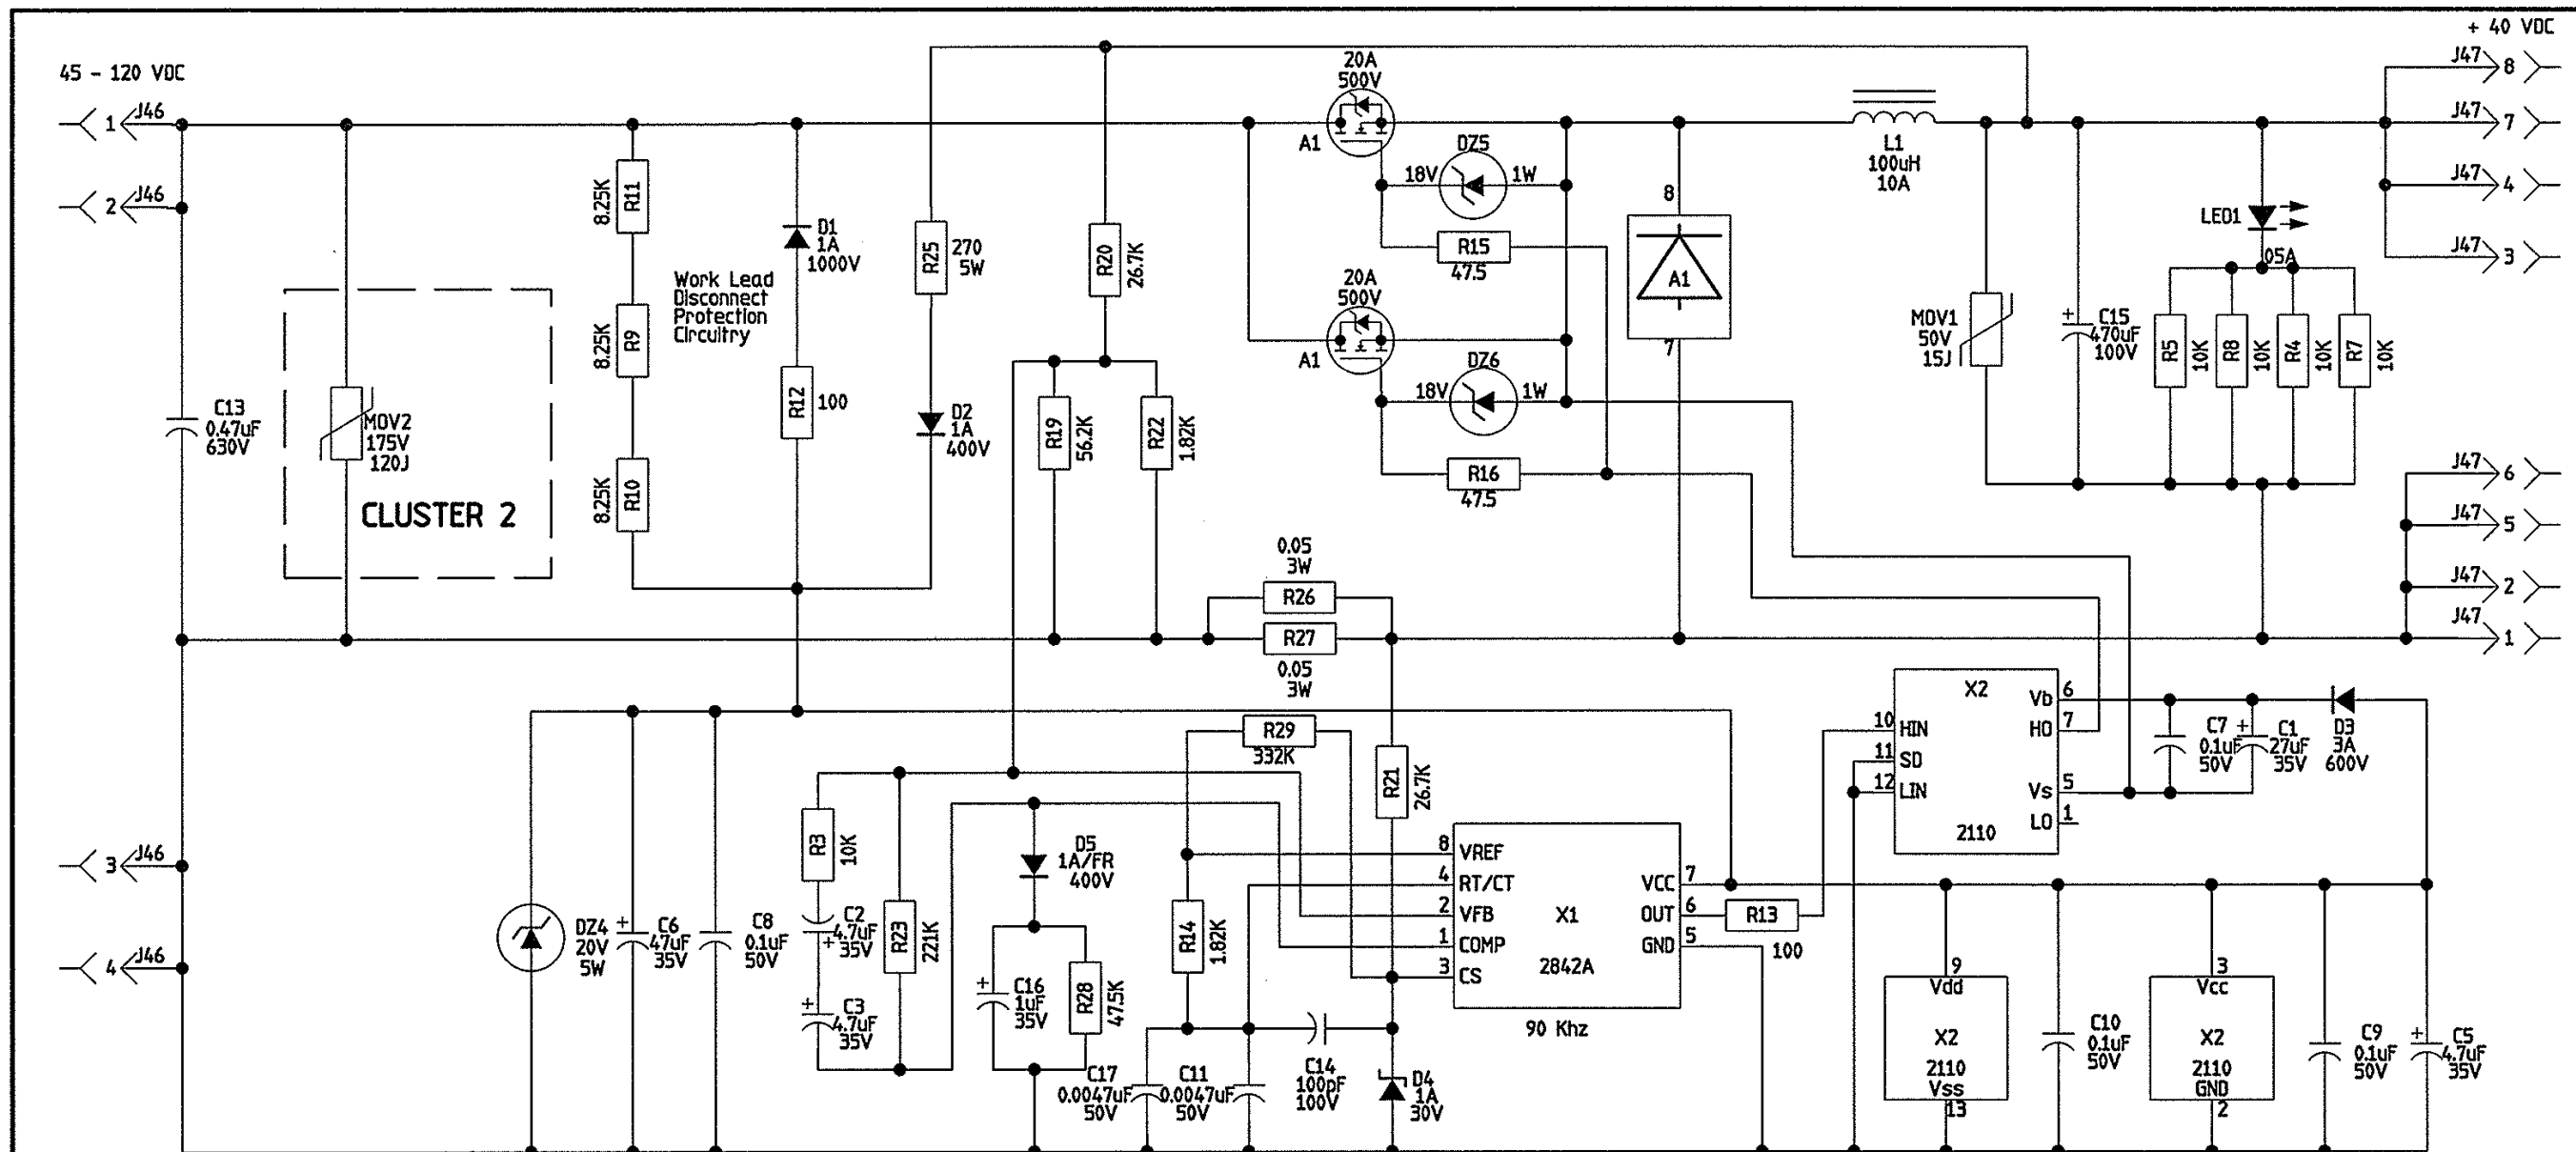 45 - 120 VDC
+ 40 VDC
1
J46
2
J46
3
J46
4
J46
C13
0.47uF
630V
MOV2
175V
120J
CLUSTER 2
R11
8.25K
R9
8.25K
R10
8.25K
Work Lead
Disconnect
Protection
Circuitry
D1
1A
1000V
R12
100
R25
270
5W
D2
1A
400V
R20
26.7K
R19
56.2K
R22
1.82K
20A
500V
A1
DZ5
18V
1W
R15
47.5
20A
500V
A1
DZ6
18V
1W
R16
47.5
8
A1
7
L1
100uH
10A
MOV1
50V
15J
C15
+
470uF
100V
LED1
.05A
R5
10K
R8
10K
R4
10K
R7
10K
J47
8
J47
7
J47
4
J47
3
J47
6
J47
5
J47
2
J47
1
0.05
3W
R26
R27
0.05
3W
R29
332K
R21
26.7K
DZ4
20V
5W
+
C6
47uF
35V
C8
0.1uF
50V
R3
10K
C2
4.7uF
+
35V
+
C3
4.7uF
35V
R23
221K
D5
1A/FR
400V
+
C16
1uF
35V
R28
47.5K
R14
1.82K
C17
0.0047uF
50V
C11
0.0047uF
50V
C14
100pF
100V
D4
1A
30V
8 VREF
4 RT/CT
2 VFB
1 COMP
3 CS
VCC 7
OUT 6
GND 5
X1
2842A
90 Khz
R13
100
X2
10 HIN
11 SD
12 LIN
Vb 6
HO 7
Vs 5
LO 1
2110
C7
0.1uF
50V
+
C1
27uF
35V
D3
3A
600V
9
Vdd
X2
2110
Vss
13
C10
0.1uF
50V
3
Vcc
X2
2110
GND
2
C9
0.1uF
50V
+
C5
4.7uF
35V